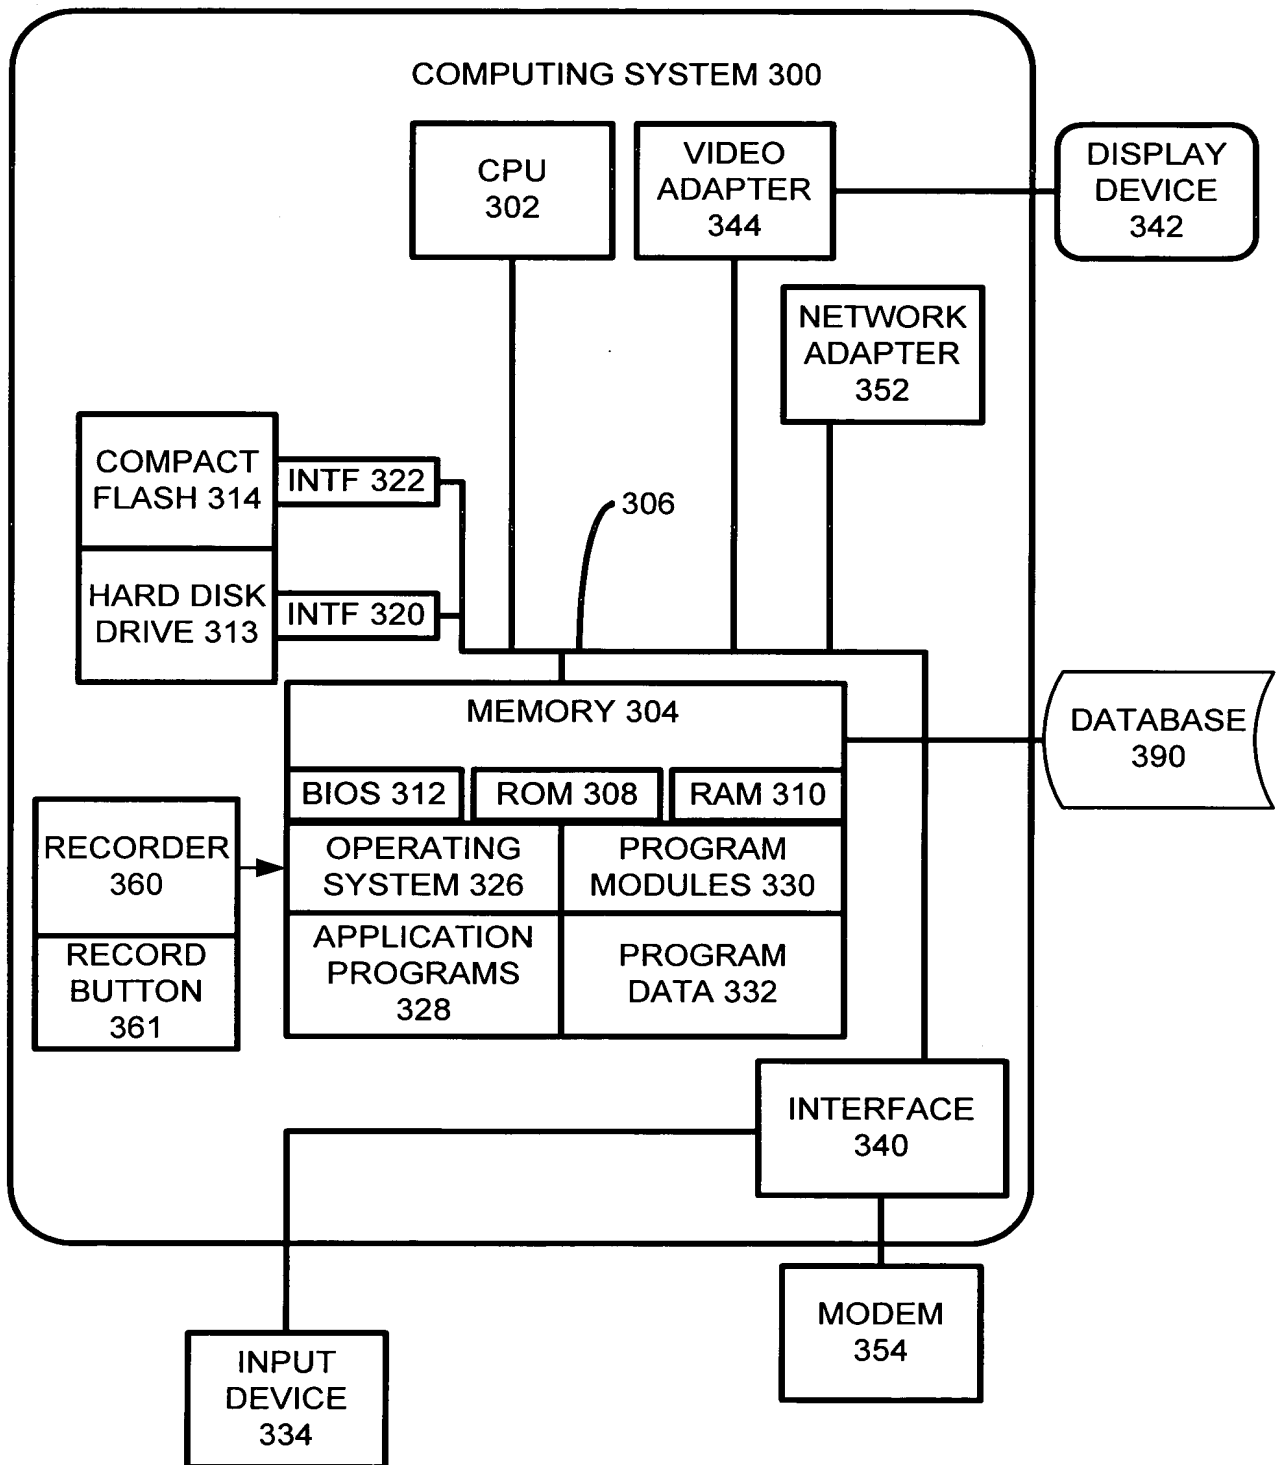 COMPUTING SYSTEM 300
CPU
302
VIDEO
ADAPTER
344
DISPLAY
DEVICE
342
NETWORK
ADAPTER
352
COMPACT
FLASH 314
INTF 322
306
HARD DISK
DRIVE 313
INTF 320
MEMORY 304
DATABASE
390
BIOS 312
ROM 308
RAM 310
RECORDER
360
OPERATING
SYSTEM 326
PROGRAM
MODULES 330
RECORD
BUTTON
361
APPLICATION
PROGRAMS
328
PROGRAM
DATA 332
INTERFACE
340
MODEM
354
INPUT
DEVICE
334